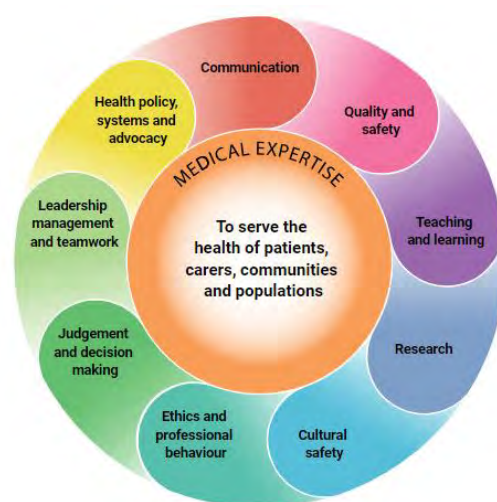 Communication
Quality and
safety
Teaching
and learning
Research
Cultural
safety
Ethics and
professional
behaviour
Judgement
and decision
making
Leadership
management
and teamwork
Health policy,
systems and
advocacy
MEDICAL EXPERTISE
To serve the
health of patients,
carers, communities
and populations